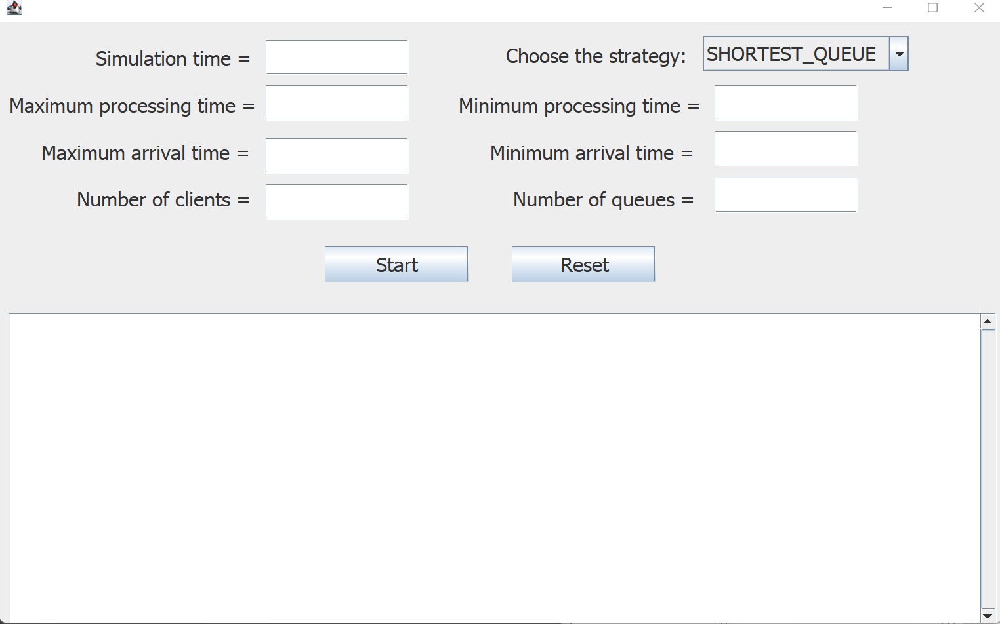 Simulation time =
Choose the strategy: SHORTEST_QUEUE
Maximum processing time =
Minimum processing time =
Maximum arrival time =
Minimum arrival time =
Number of clients =
Number of queues =
Start
Reset